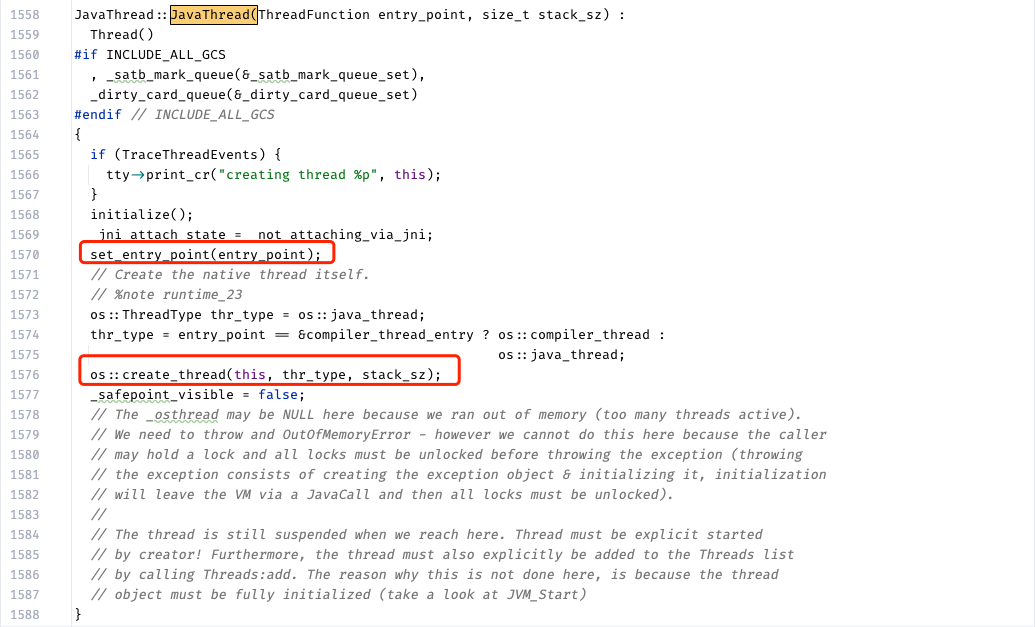 1558 JavaThread::JavaThread(ThreadFunction entry_point, size_t stack_sz) :
1559   Thread()
1560 #if INCLUDE_ALL_GCS
1561   , _satb_mark_queue(&_satb_mark_queue_set),
1562   _dirty_card_queue(&_dirty_card_queue_set)
1563 #endif // INCLUDE_ALL_GCS
1564 {
1565   if (TraceThreadEvents) {
1566     tty->print_cr("creating thread %p", this);
1567   }
1568   initialize();
1569   _jni_attach_state = _not_attaching_via_jni;
1570   set_entry_point(entry_point);
1571   // Create the native thread itself.
1572   // %note runtime_23
1573   os::ThreadType thr_type = os::java_thread;
1574   thr_type = entry_point == &compiler_thread_entry ? os::compiler_thread :
1575                                                      os::java_thread;
1576   os::create_thread(this, thr_type, stack_sz);
1577   _safepoint_visible = false;
1578   // The _osthread may be NULL here because we ran out of memory (too many threads active).
1579   // We need to throw and OutOfMemoryError - however we cannot do this here because the caller
1580   // may hold a lock and all locks must be unlocked before throwing the exception (throwing
1581   // the exception consists of creating the exception object & initializing it, initialization
1582   // will leave the VM via a JavaCall and then all locks must be unlocked).
1583   //
1584   // The thread is still suspended when we reach here. Thread must be explicit started
1585   // by creator! Furthermore, the thread must also explicitly be added to the Threads list
1586   // by calling Threads:add. The reason why this is not done here, is because the thread
1587   // object must be fully initialized (take a look at JVM_Start)
1588 }